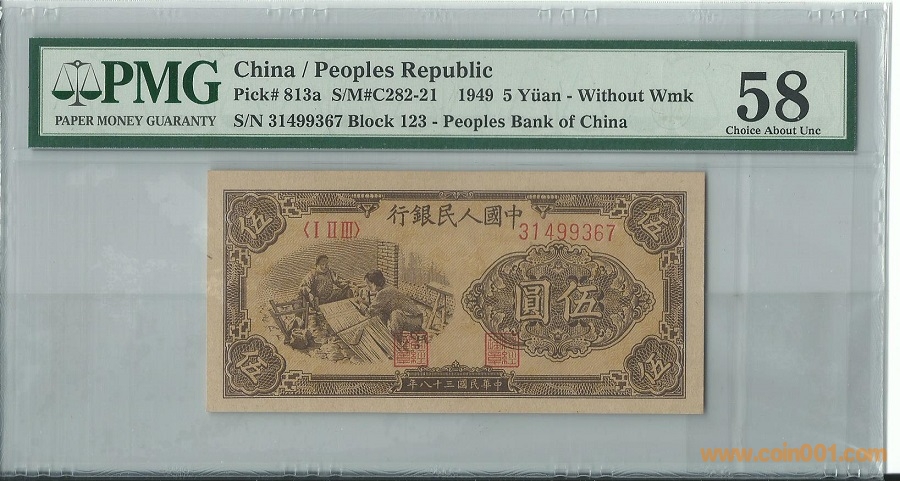 PMG
PAPER MONEY GUARANTY
China / Peoples Republic
Pick# 813a S/M#C282-21 1949 5 Yüan - Without Wmk
S/N 31499367 Block 123 - Peoples Bank of China
58
Choice About Unc
行銀民人國中
〈I II III〉
31499367
伍
伍
圓伍
伍
伍
年八十三國民華中
www.coin001.com